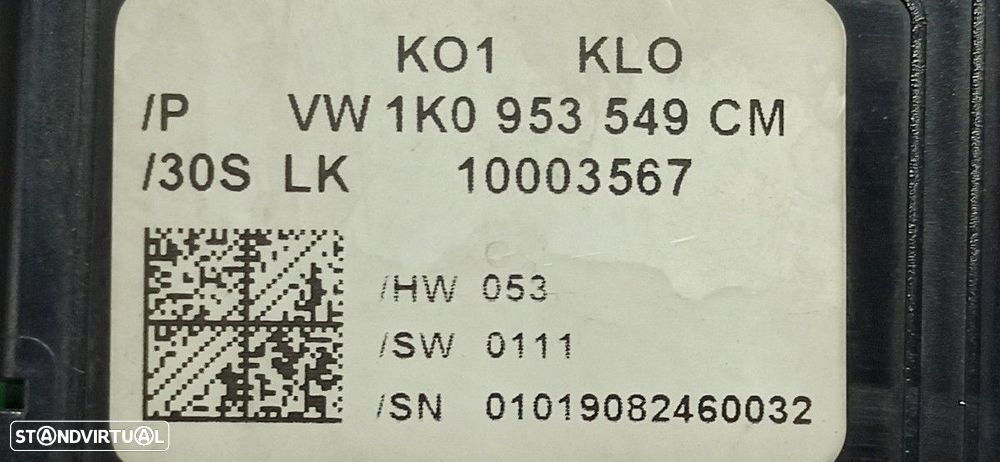 KO1 KLO
/P VW 1K0 953 549 CM
/30S LK 10003567
/HW 053
/SW 0111
/SN 01019082460032
STANDVIRTUAL